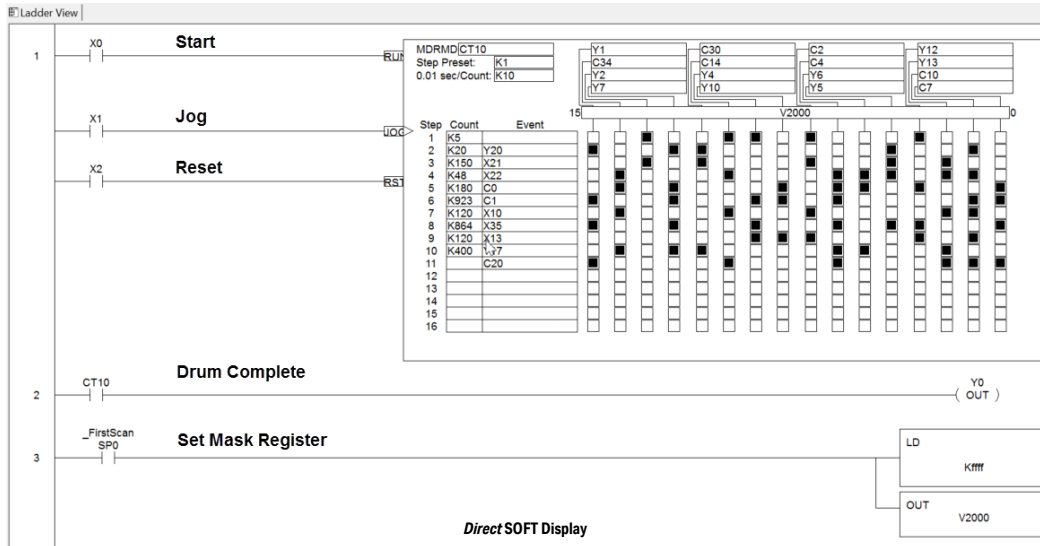 Ladder View
1
X0
Start
RUN
MDRMD CT10
Step Preset: K1
0.01 sec/Count: K10
Y1 C30 C2 Y12
C34 C14 C4 Y13
Y2 Y4 Y6 C10
Y7 Y10 Y5 C7
15 V2000 0
X1
Jog
JOG
X2
Reset
RST
Step Count Event
1 K5
2 K20 Y20
3 K150 X21
4 K48 X22
5 K180 C0
6 K923 C1
7 K120 X10
8 K864 X35
9 K120 X13
10 K400
11 C20
12
13
14
15
16
2
CT10
Drum Complete
Y0
OUT
3
_FirstScan
SP0
Set Mask Register
LD
Kffff
OUT
V2000
DirectSOFT Display